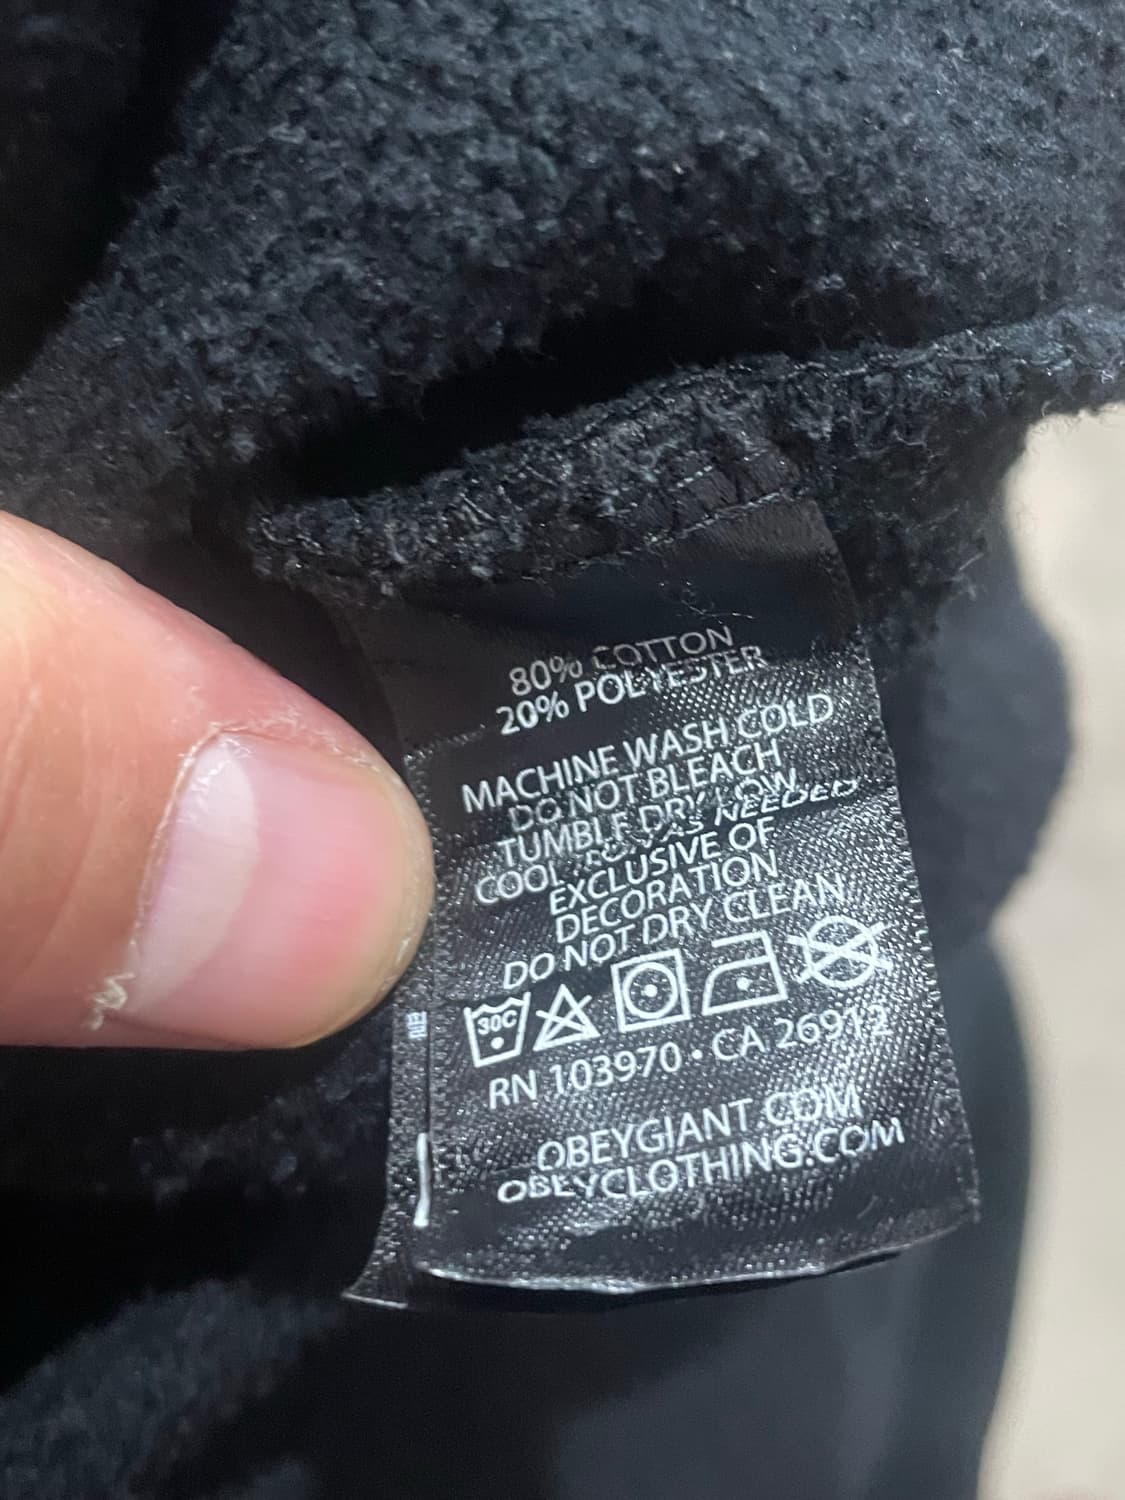 80% COTTON
20% POLYESTER
MACHINE WASH COLD
DO NOT BLEACH
TUMBLE DRY LOW
COOL AS NEEDED
EXCLUSIVE OF
DECORATION
DO NOT DRY CLEAN
30C
RN 103970 • CA 26912
OBEYGIANT.COM
OBEYCLOTHING.COM